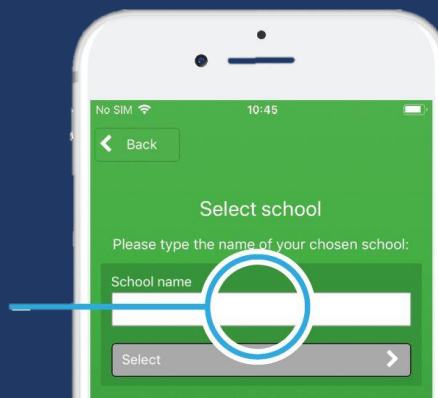 No SIM 10:45
Back
Select school
Please type the name of your chosen school:
School name
Select